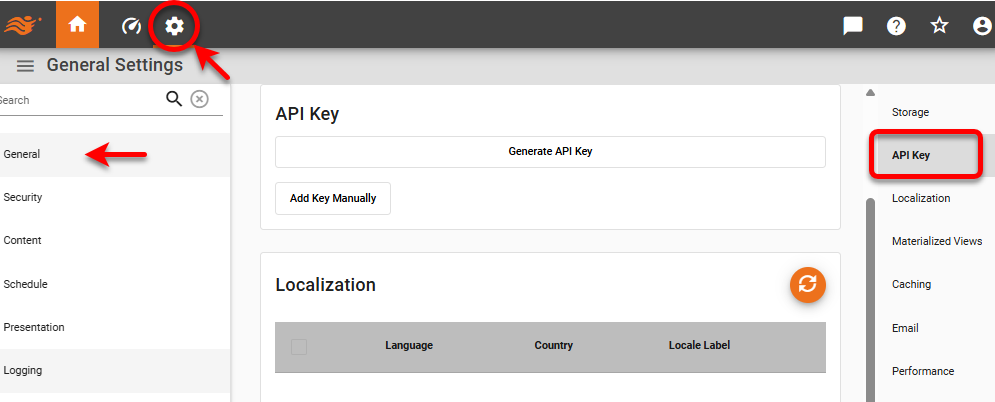 General Settings
Search
General
Security
Content
Schedule
Presentation
Logging
API Key
Generate API Key
Add Key Manually
Localization
Language Country Locale Label
Storage
API Key
Localization
Materialized Views
Caching
Email
Performance